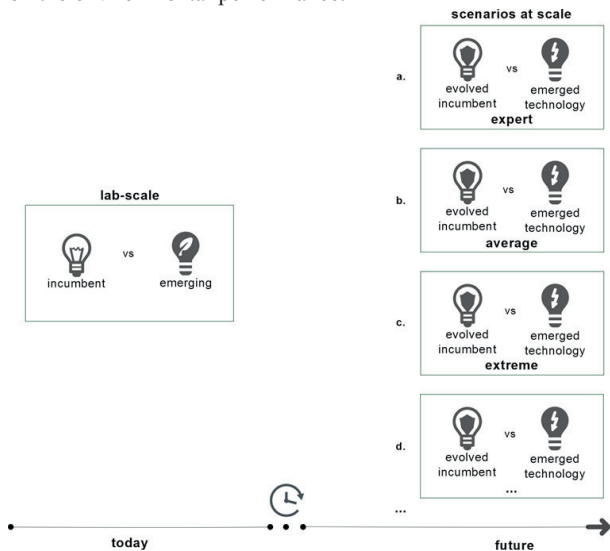 scenarios at scale
a.
vs
evolved incumbent
emerged technology
expert
lab-scale
vs
incumbent
emerging
b.
vs
evolved incumbent
emerged technology
average
c.
vs
evolved incumbent
emerged technology
extreme
d.
vs
evolved incumbent
emerged technology
...
...
today
future